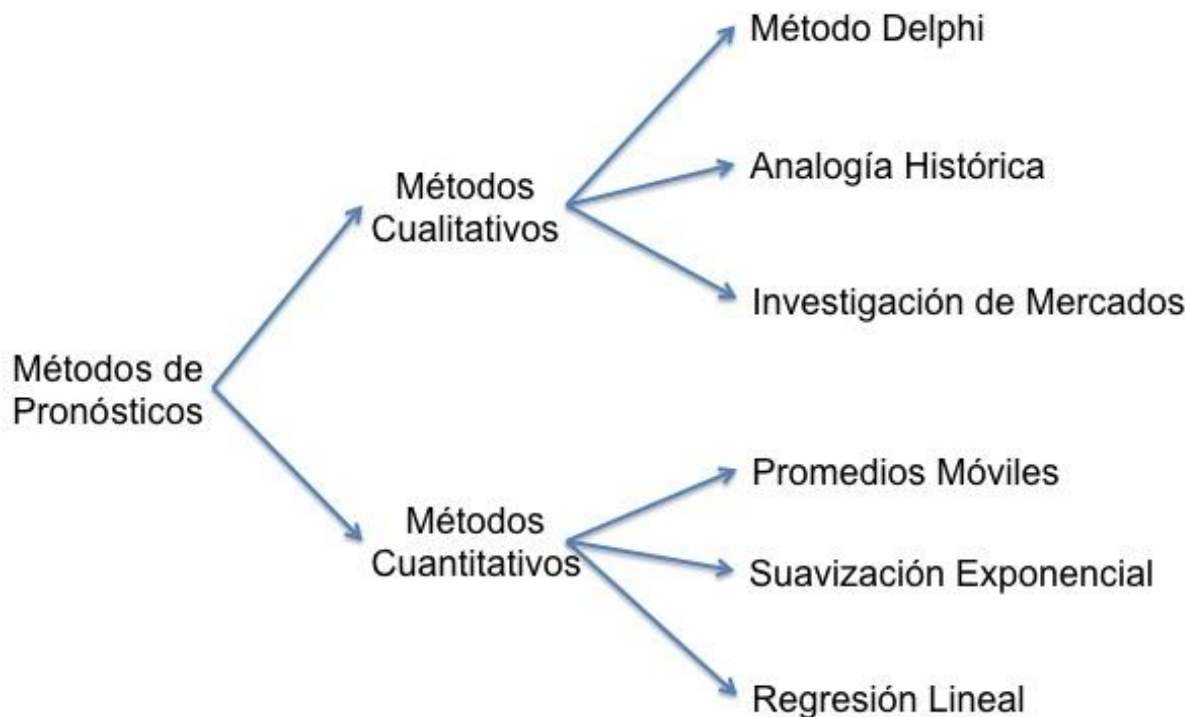 Métodos de
Pronósticos
Métodos
Cualitativos
Método Delphi
Analogía Histórica
Investigación de Mercados
Métodos
Cuantitativos
Promedios Móviles
Suavización Exponencial
Regresión Lineal